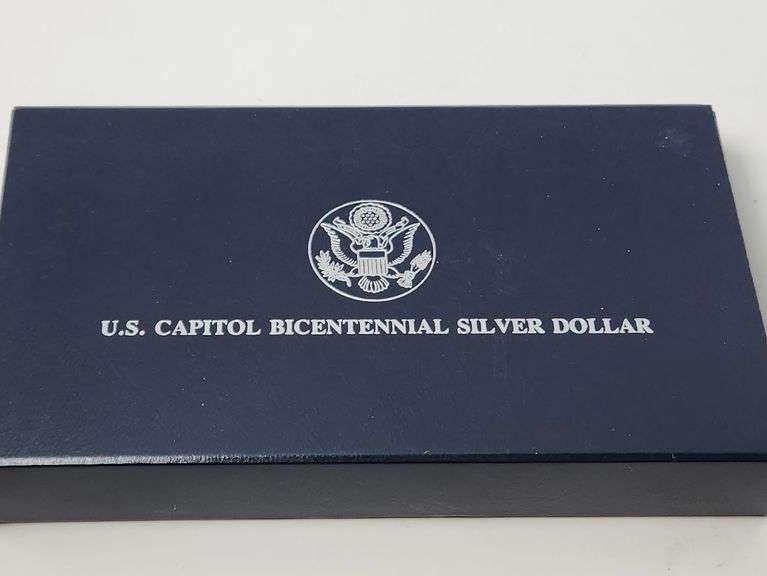 U.S. CAPITOL BICENTENNIAL SILVER DOLLAR